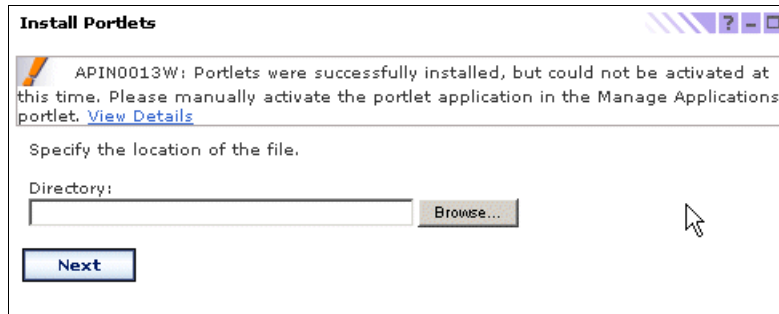 Install Portlets
?
APIN0013W: Portlets were successfully installed, but could not be activated at
this time. Please manually activate the portlet application in the Manage Applications
portlet. View Details
Specify the location of the file.
Directory:
Browse...
Next